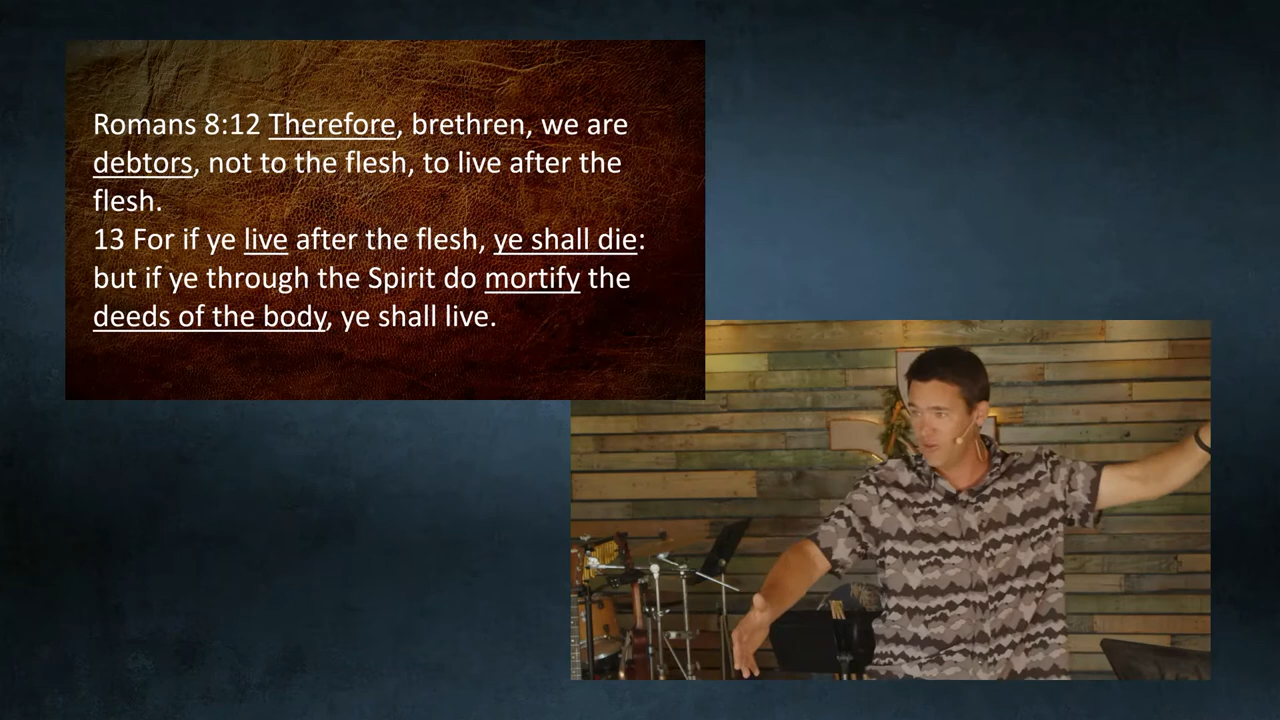 Romans 8:12 Therefore, brethren, we are
debtors, not to the flesh, to live after the
flesh.
13 For if ye live after the flesh, ye shall die:
but if ye through the Spirit do mortify the
deeds of the body, ye shall live.